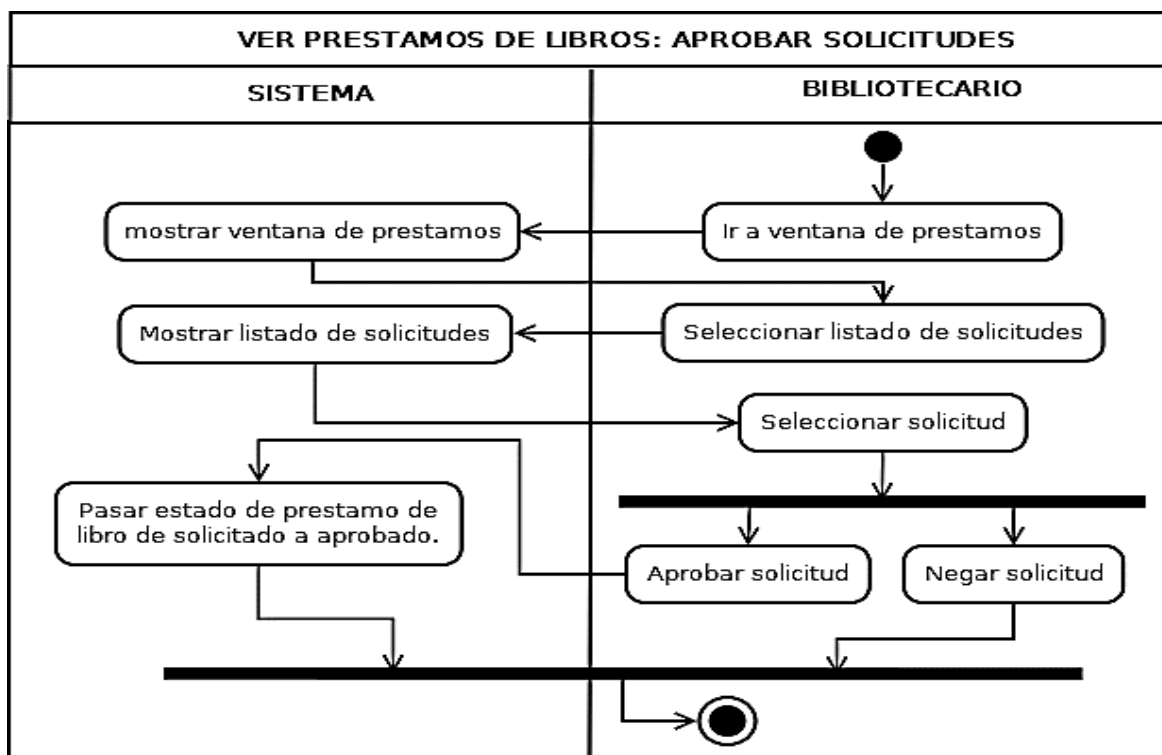 VER PRESTAMOS DE LIBROS: APROBAR SOLICITUDES
SISTEMA
BIBLIOTECARIO
mostrar ventana de prestamos
Ir a ventana de prestamos
Mostrar listado de solicitudes
Seleccionar listado de solicitudes
Seleccionar solicitud
Pasar estado de prestamo de
libro de solicitado a aprobado.
Aprobar solicitud
Negar solicitud